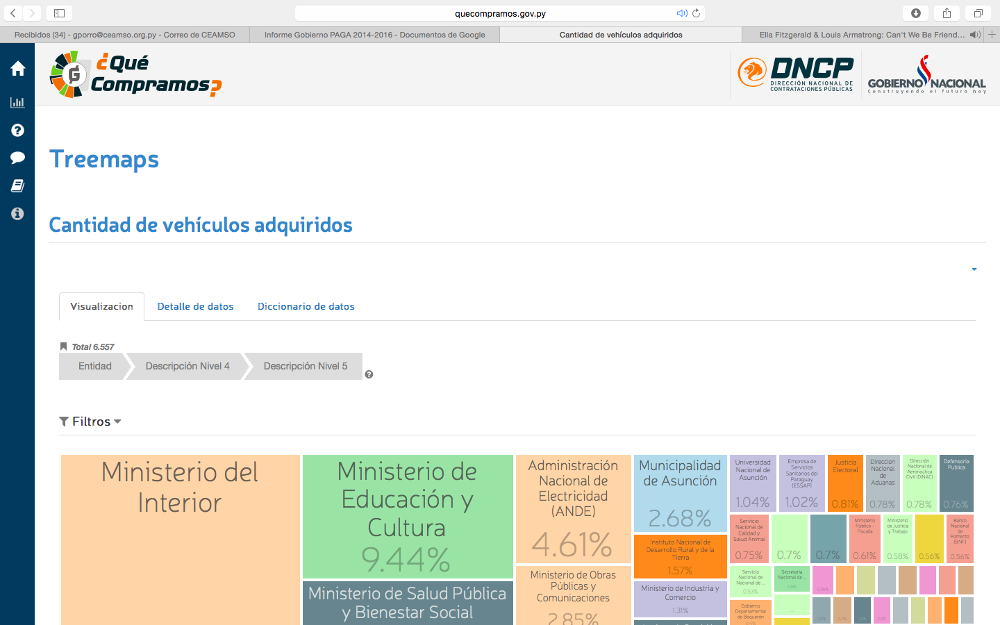 quecompramos.gov.py
Recibidos (34) - gporro@ceamso.org.py - Correo de CEAMSO
Informe Gobierno PAGA 2014-2016 - Documentos de Google
Cantidad de vehículos adquiridos
Ella Fitzgerald & Louis Armstrong: Can't We Be Friend...
¿Qué
Compramos?
DNCP
DIRECCIÓN NACIONAL DE
CONTRATACIONES PÚBLICAS
GOBIERNO NACIONAL
Construyendo el futuro hoy
Treemaps
Cantidad de vehículos adquiridos
Visualizacion
Detalle de datos
Diccionario de datos
Total 6.557
Entidad
Descripción Nivel 4
Descripción Nivel 5
Filtros
Ministerio del
Interior
Ministerio de
Educación y
Cultura
9.44%
Ministerio de Salud Pública
y Bienestar Social
Administración
Nacional de
Electricidad
(ANDE)
4.61%
Ministerio de Obras
Públicas y
Comunicaciones
2.85%
Municipalidad
de Asunción
2.68%
Instituto Nacional de
Desarrollo Rural y de la
Tierra
1.57%
Ministerio de Industria y
Comercio
1.31%
Universidad
Nacional de
Asunción
1.04%
Empresa de
Servicios
Sanitarios del
Paraguay
(ESSAP)
1.02%
Justicia
Electoral
0.81%
Direccion
Nacional
de
Aduanas
0.78%
Dirección
Nacional de
Aeronaútica
Civil (DINAC)
0.78%
Defensoría
Publica
0.76%
Servicio
Nacional de
Calidad y
Salud Animal
0.75%
0.7%
0.7%
Ministerio
Público -
Fiscalía
0.61%
Ministerio
de Justicia
y Trabajo
0.58%
0.56%
Banco
Nacional
de
Fomento
(BNF)
0.56%
Servicio
Nacional de
Nacional de ...
0.53%
Secretaría
Nacional de...
Gobierno
Departamental
de Boquerón
0.5%